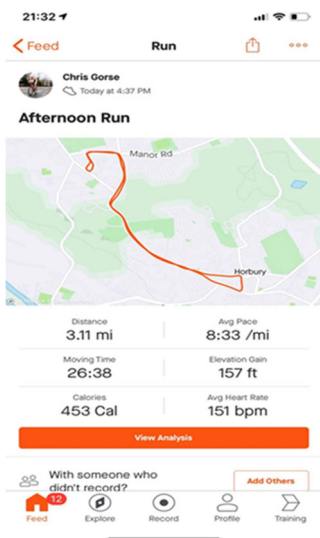 21:32
Feed
Run
Chris Gorse
Today at 4:37 PM
Afternoon Run
Manor Rd
Horbury
Distance
Avg Pace
3.11 mi
8:33 /mi
Moving Time
Elevation Gain
26:38
157 ft
Calories
Avg Heart Rate
453 Cal
151 bpm
View Analysis
With someone who
didn't record?
Add Others
12
Feed
Explore
Record
Profile
Training